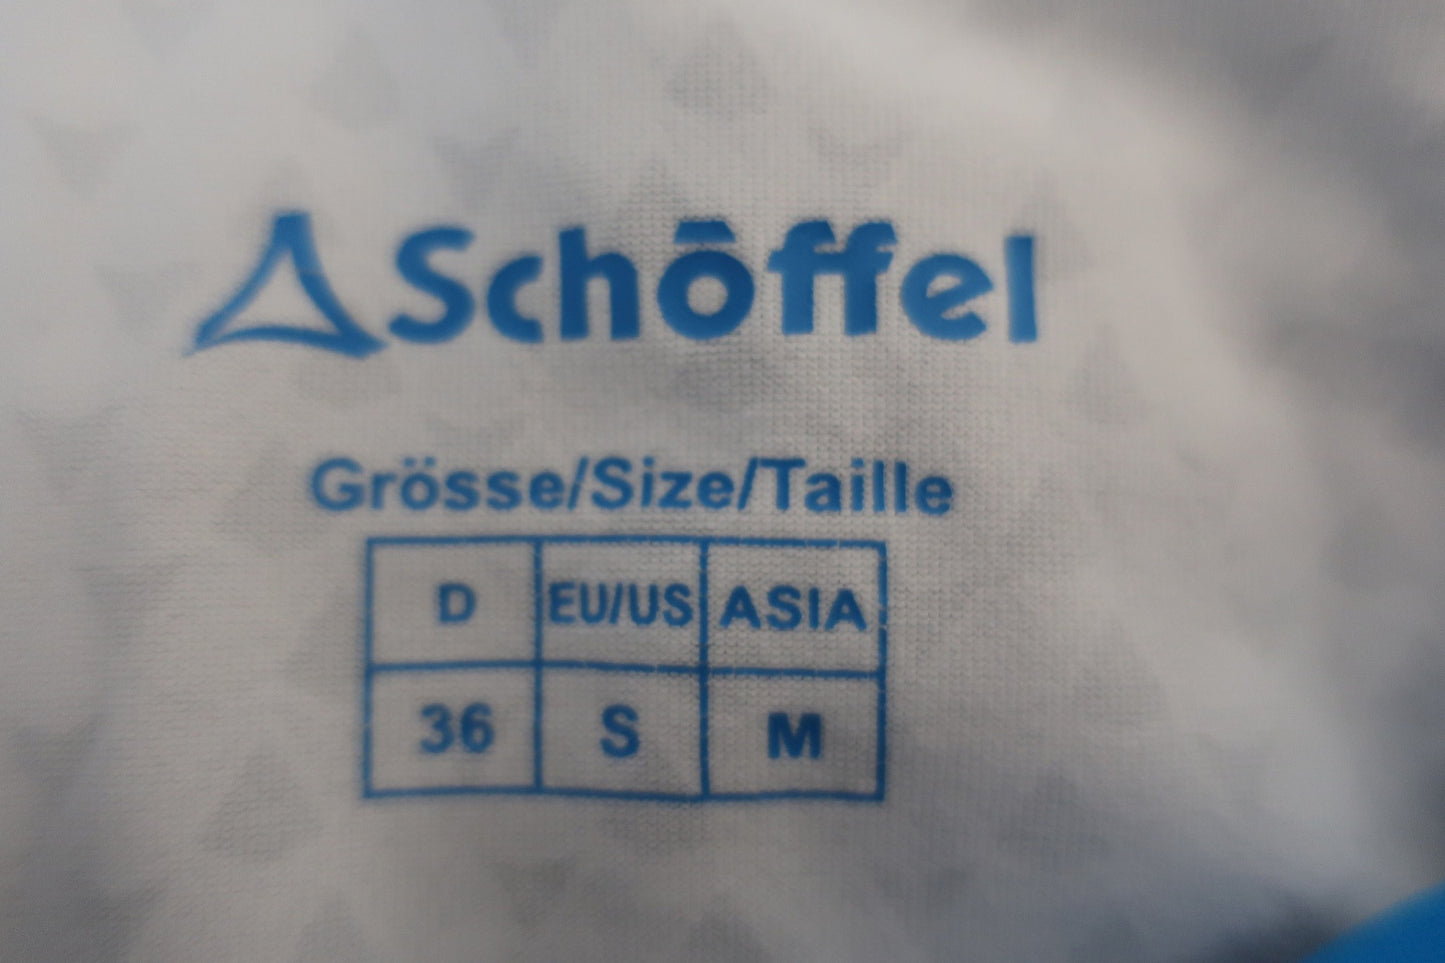 Schöffel
Grösse/Size/Taille
D EU/US ASIA
36 S M